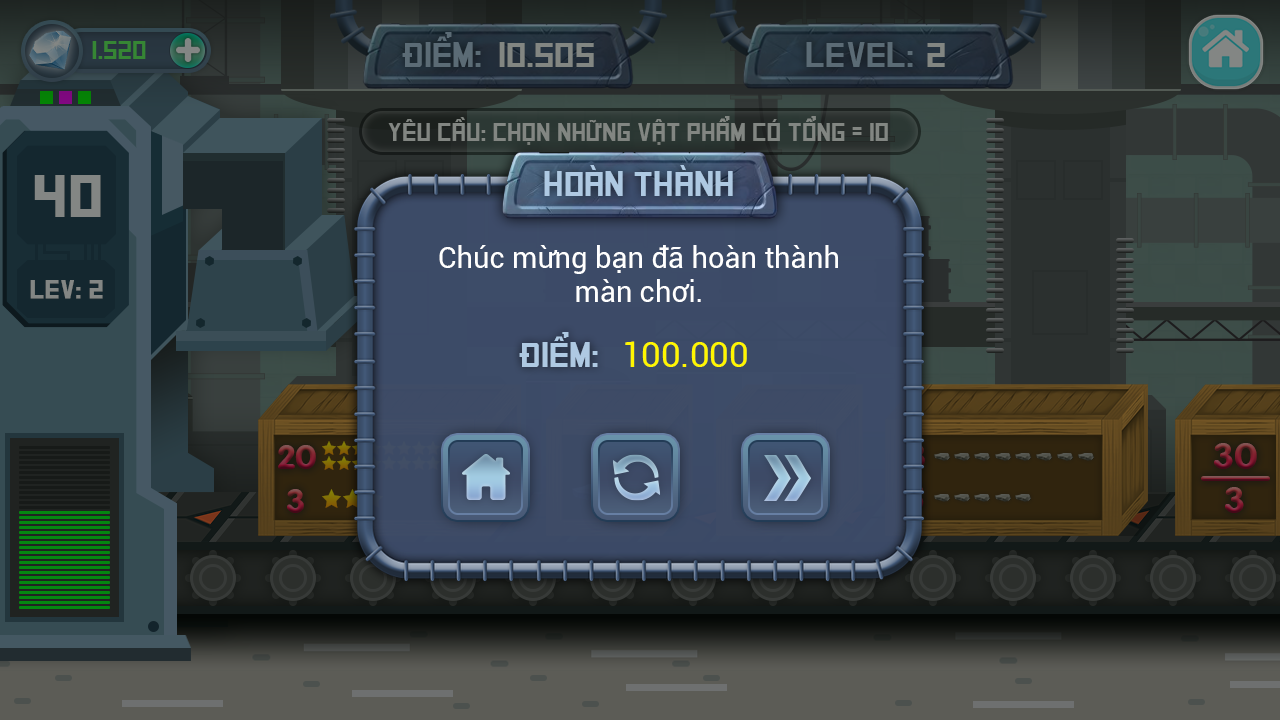 1.520
ĐIỂM: 10.505
LEVEL: 2
YÊU CẦU: CHỌN NHỮNG VẬT PHẨM CÓ TỔNG = 10
40
LEV: 2
HOÀN THÀNH
Chúc mừng bạn đã hoàn thành
màn chơi.
ĐIỂM: 100.000
20
3
30
3